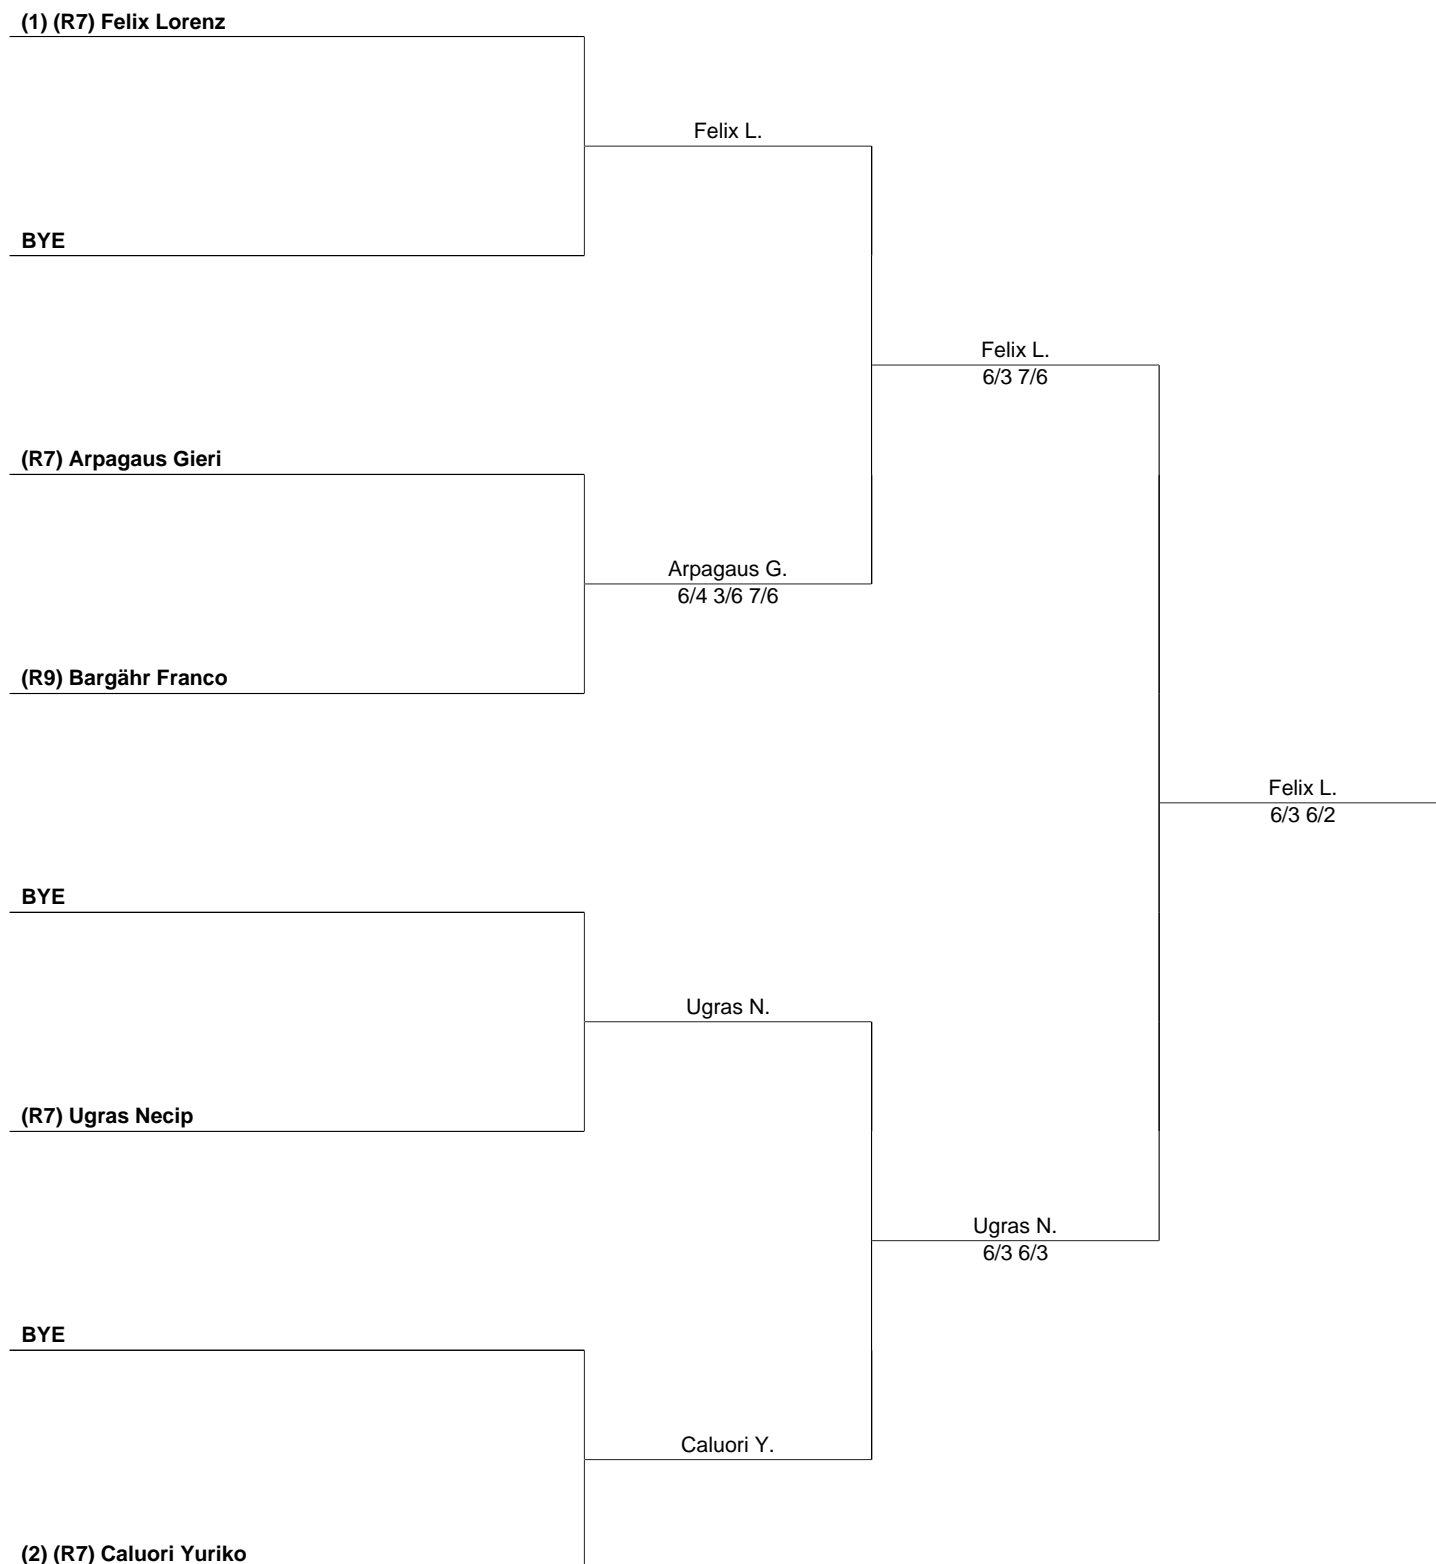 (1) (R7) Felix Lorenz
Felix L.
BYE
Felix L.
6/3 7/6
(R7) Arpagaus Gieri
Arpagaus G.
6/4 3/6 7/6
(R9) Bargähr Franco
Felix L.
6/3 6/2
BYE
Ugras N.
(R7) Ugras Necip
Ugras N.
6/3 6/3
BYE
Caluori Y.
(2) (R7) Caluori Yuriko